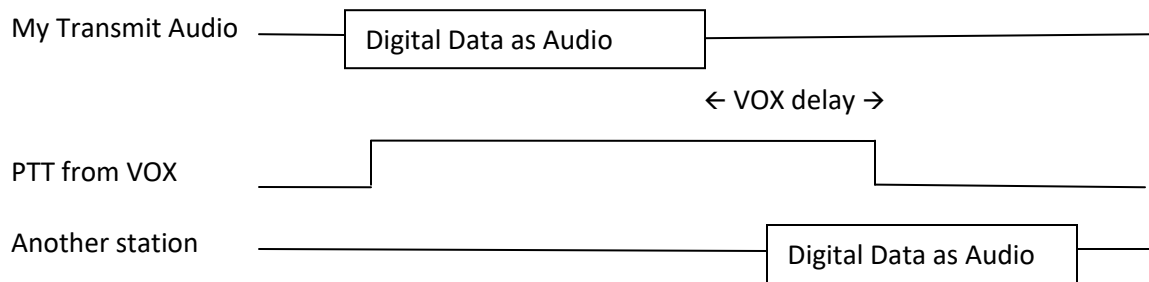 My Transmit Audio
Digital Data as Audio
← VOX delay →
PTT from VOX
Another station
Digital Data as Audio